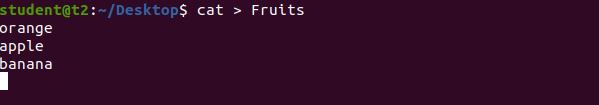 student@t2:~/Desktop$ cat > Fruits
orange
apple
banana